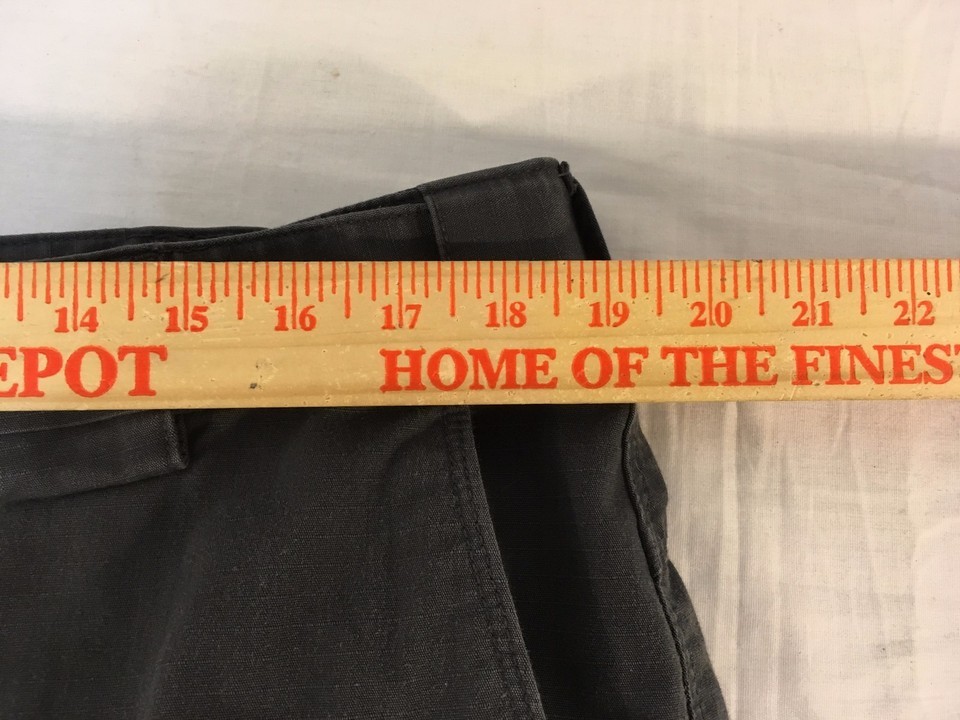 14 15 16 17 18 19 20 21 22
EPOT HOME OF THE FINEST